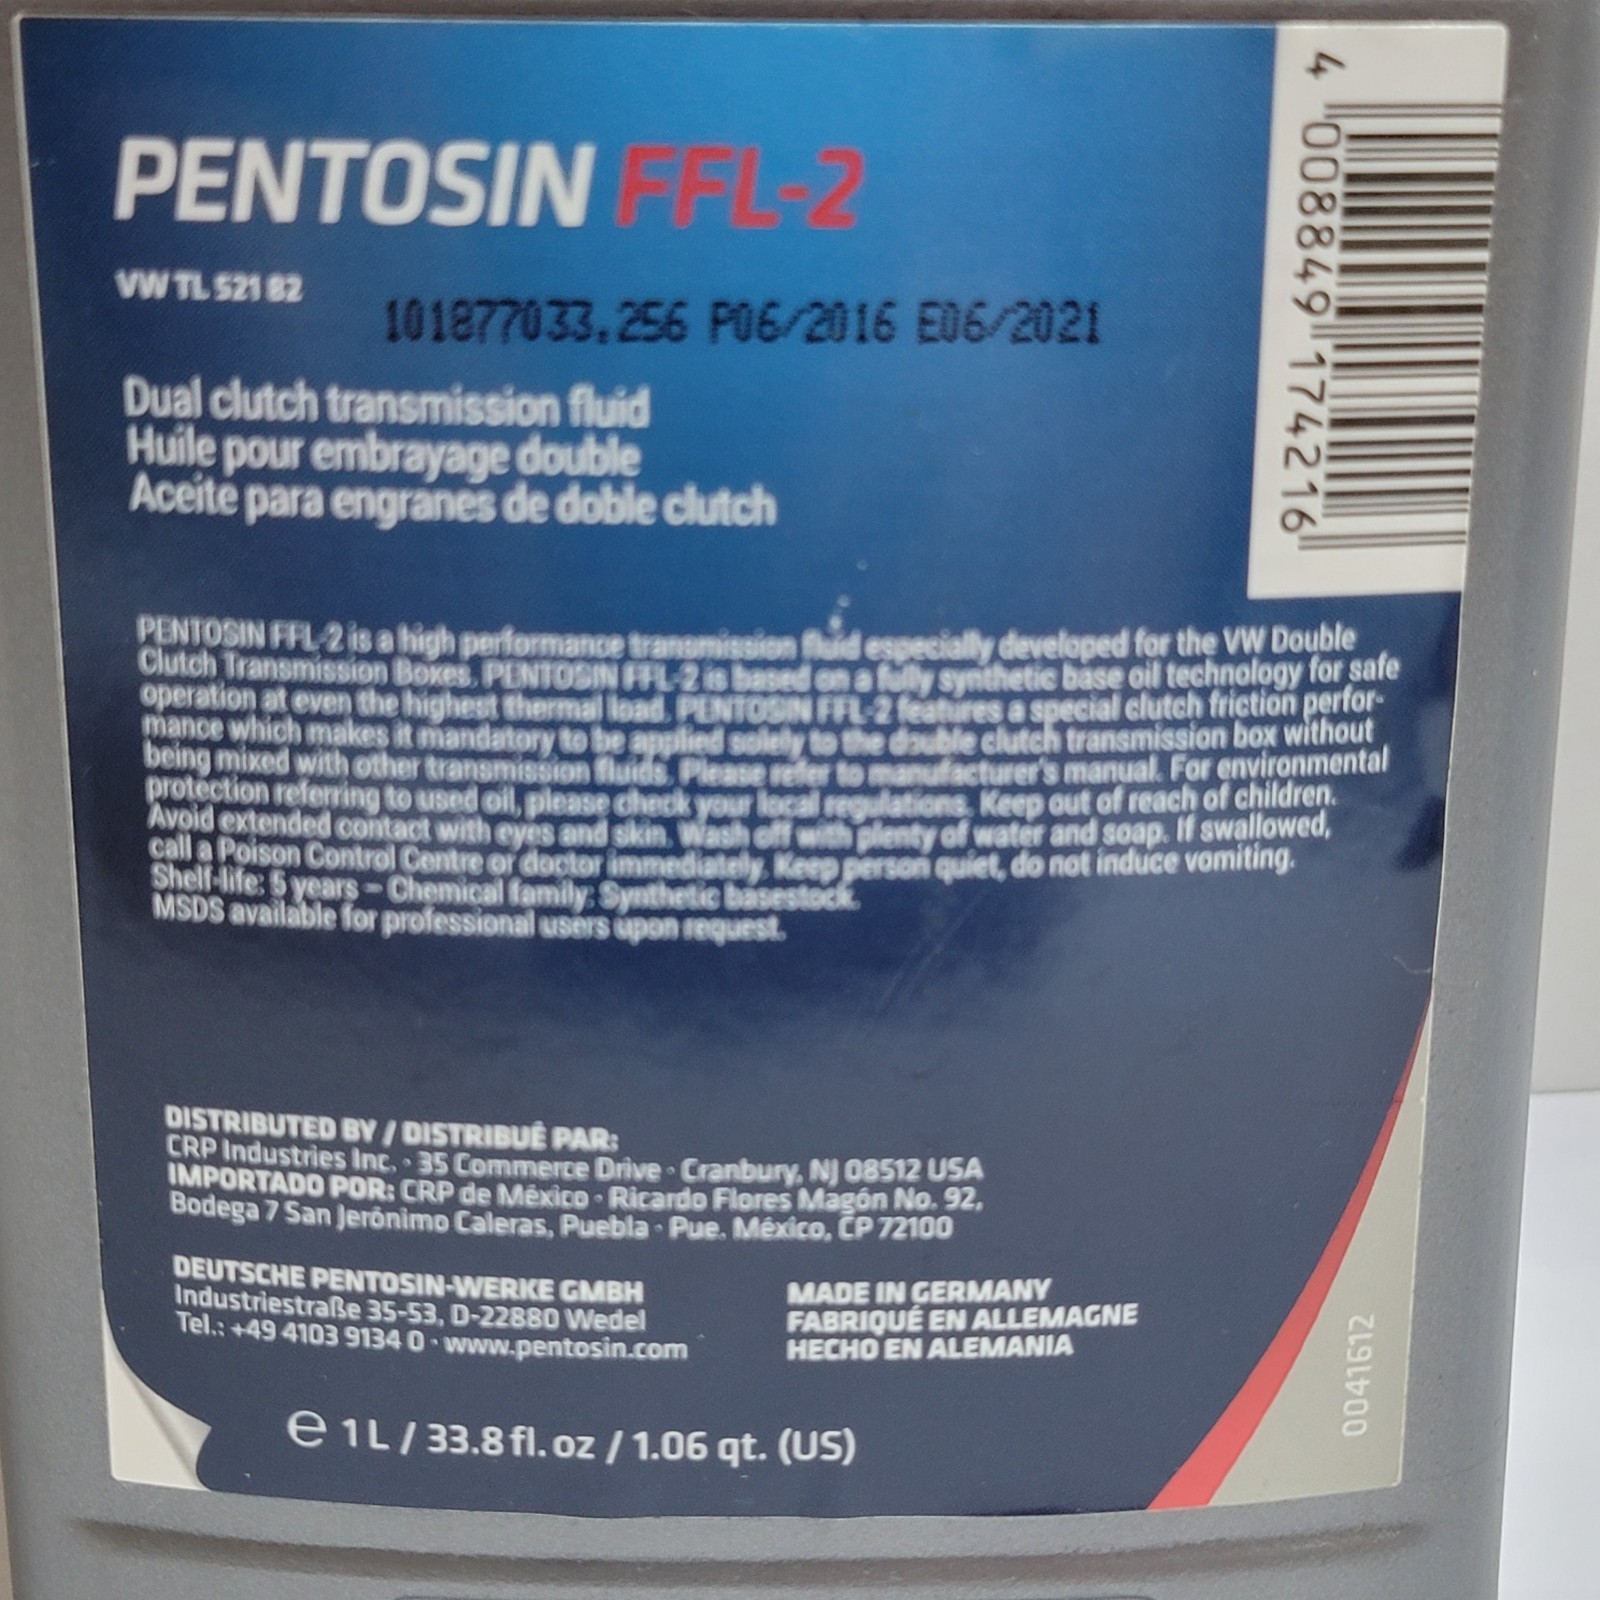 PENTOSIN FFL-2
VW TL 521 82
101877033.256 P06/2016 E06/2021
Dual clutch transmission fluid
Huile pour embrayage double
Aceite para engranes de doble clutch
PENTOSIN FFL-2 is a high performance transmission fluid especially developed for the VW Double
Clutch Transmission Boxes. PENTOSIN FFL-2 is based on a fully synthetic base oil technology for safe
operation at even the highest thermal load. PENTOSIN FFL-2 features a special clutch friction perfor-
mance which makes it mandatory to be applied solely to the double clutch transmission box without
being mixed with other transmission fluids. Please refer to manufacturer's manual. For environmental
protection referring to used oil, please check your local regulations. Keep out of reach of children.
Avoid extended contact with eyes and skin. Wash off with plenty of water and soap. If swallowed,
call a Poison Control Centre or doctor immediately. Keep person quiet, do not induce vomiting.
Shelf-life: 5 years – Chemical family: Synthetic basestock.
MSDS available for professional users upon request.
DISTRIBUTED BY / DISTRIBUÉ PAR:
CRP Industries Inc. · 35 Commerce Drive · Cranbury, NJ 08512 USA
IMPORTADO POR: CRP de México · Ricardo Flores Magón No. 92,
Bodega 7 San Jerónimo Caleras, Puebla · Pue. México, CP 72100
DEUTSCHE PENTOSIN-WERKE GMBH
Industriestraße 35-53, D-22880 Wedel
Tel.: +49 4103 9134 0 · www.pentosin.com
MADE IN GERMANY
FABRIQUÉ EN ALLEMAGNE
HECHO EN ALEMANIA
e 1 L / 33.8 fl. oz / 1.06 qt. (US)
4 008849 174216
0041612